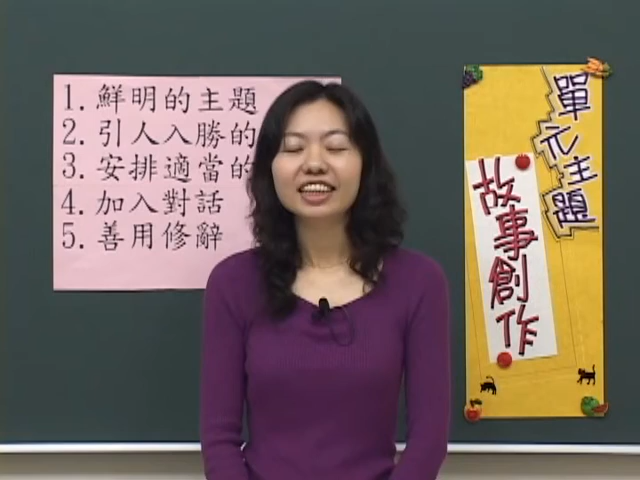 1. 鮮明的主題
2. 引人入勝的
3. 安排適當的
4. 加入對話
5. 善用修辭
單元主題
故事創作